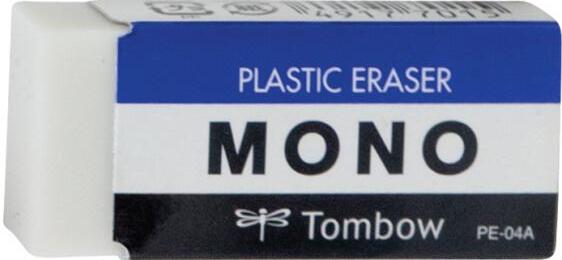 PLASTIC ERASER
MONO
Tombow PE-04A